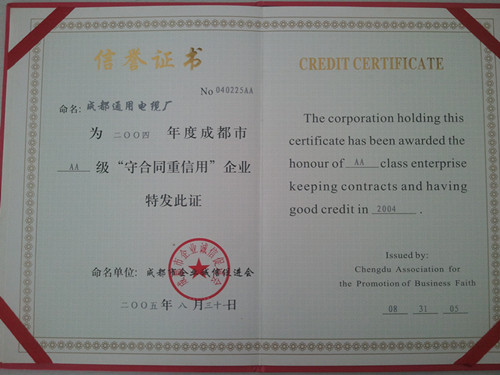 信誉证书
No 040225AA
命名：成都通用电缆厂
为 二〇〇四 年度成都市
AA 级“守合同重信用”企业
特发此证
命名单位：成都市企业诚信促进会
二〇〇五 年 八 月 三十一 日
CREDIT CERTIFICATE
The corporation holding this
certificate has been awarded the
honour of AA class enterprise
keeping contracts and having
good credit in 2004 .
Issued by:
Chengdu Association for
the Promotion of Business Faith
08 31 05